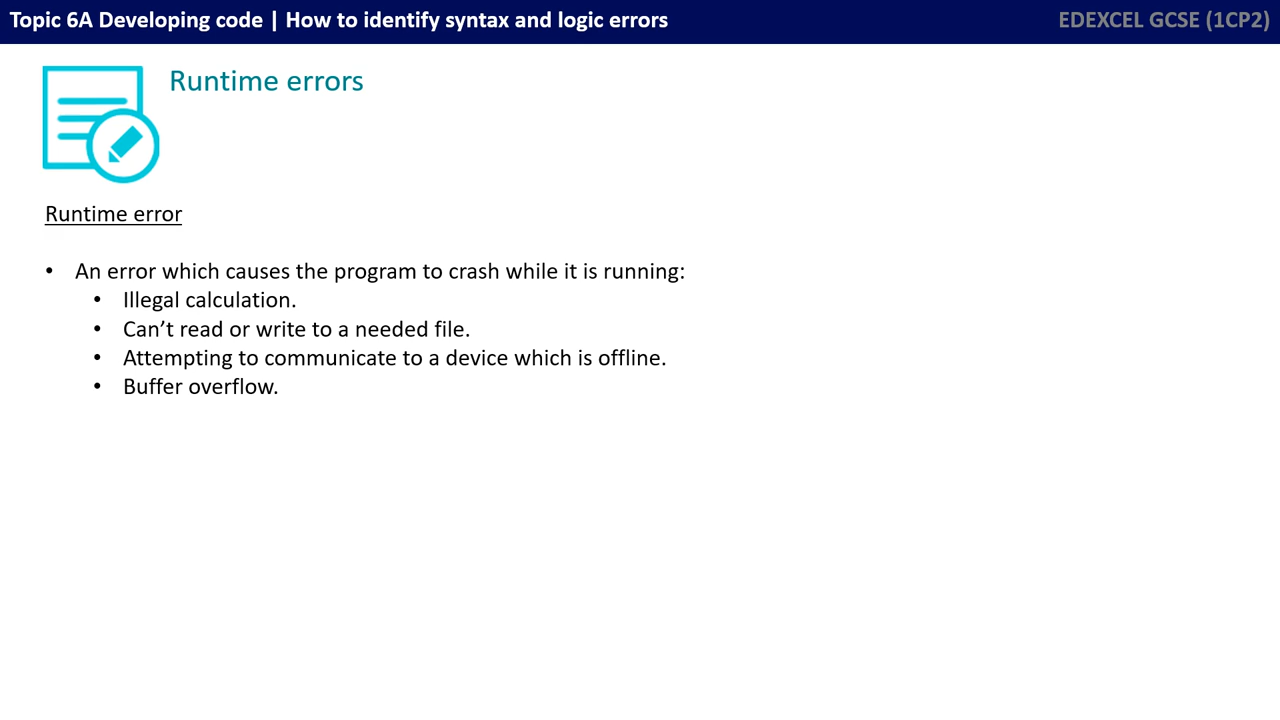 Topic 6A Developing code | How to identify syntax and logic errors
EDEXCEL GCSE (1CP2)
Runtime errors
Runtime error
• An error which causes the program to crash while it is running:
• Illegal calculation.
• Can’t read or write to a needed file.
• Attempting to communicate to a device which is offline.
• Buffer overflow.